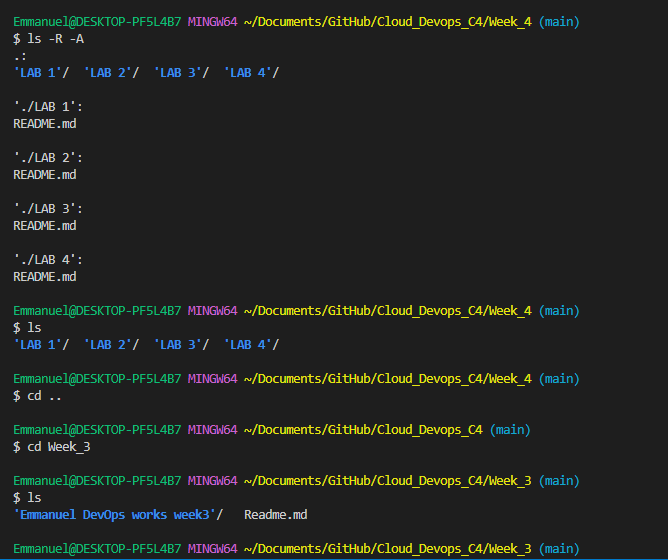 Emmanuel@DESKTOP-PF5L4B7 MINGW64 ~/Documents/GitHub/Cloud_Devops_C4/Week_4 (main)
$ ls -R -A
.:
'LAB 1'/  'LAB 2'/  'LAB 3'/  'LAB 4'/
'./LAB 1':
README.md
'./LAB 2':
README.md
'./LAB 3':
README.md
'./LAB 4':
README.md
Emmanuel@DESKTOP-PF5L4B7 MINGW64 ~/Documents/GitHub/Cloud_Devops_C4/Week_4 (main)
$ ls
'LAB 1'/  'LAB 2'/  'LAB 3'/  'LAB 4'/
Emmanuel@DESKTOP-PF5L4B7 MINGW64 ~/Documents/GitHub/Cloud_Devops_C4/Week_4 (main)
$ cd ..
Emmanuel@DESKTOP-PF5L4B7 MINGW64 ~/Documents/GitHub/Cloud_Devops_C4 (main)
$ cd Week_3
Emmanuel@DESKTOP-PF5L4B7 MINGW64 ~/Documents/GitHub/Cloud_Devops_C4/Week_3 (main)
$ ls
'Emmanuel DevOps works week3'/   Readme.md
Emmanuel@DESKTOP-PF5L4B7 MINGW64 ~/Documents/GitHub/Cloud_Devops_C4/Week_3 (main)